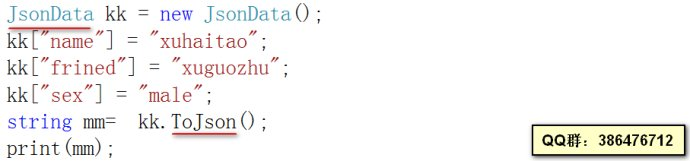 JsonData kk = new JsonData();
kk["name"] = "xuhaitao";
kk["frined"] = "xuguozhu";
kk["sex"] = "male";
string mm=  kk.ToJson();
print(mm);
QQ群：386476712